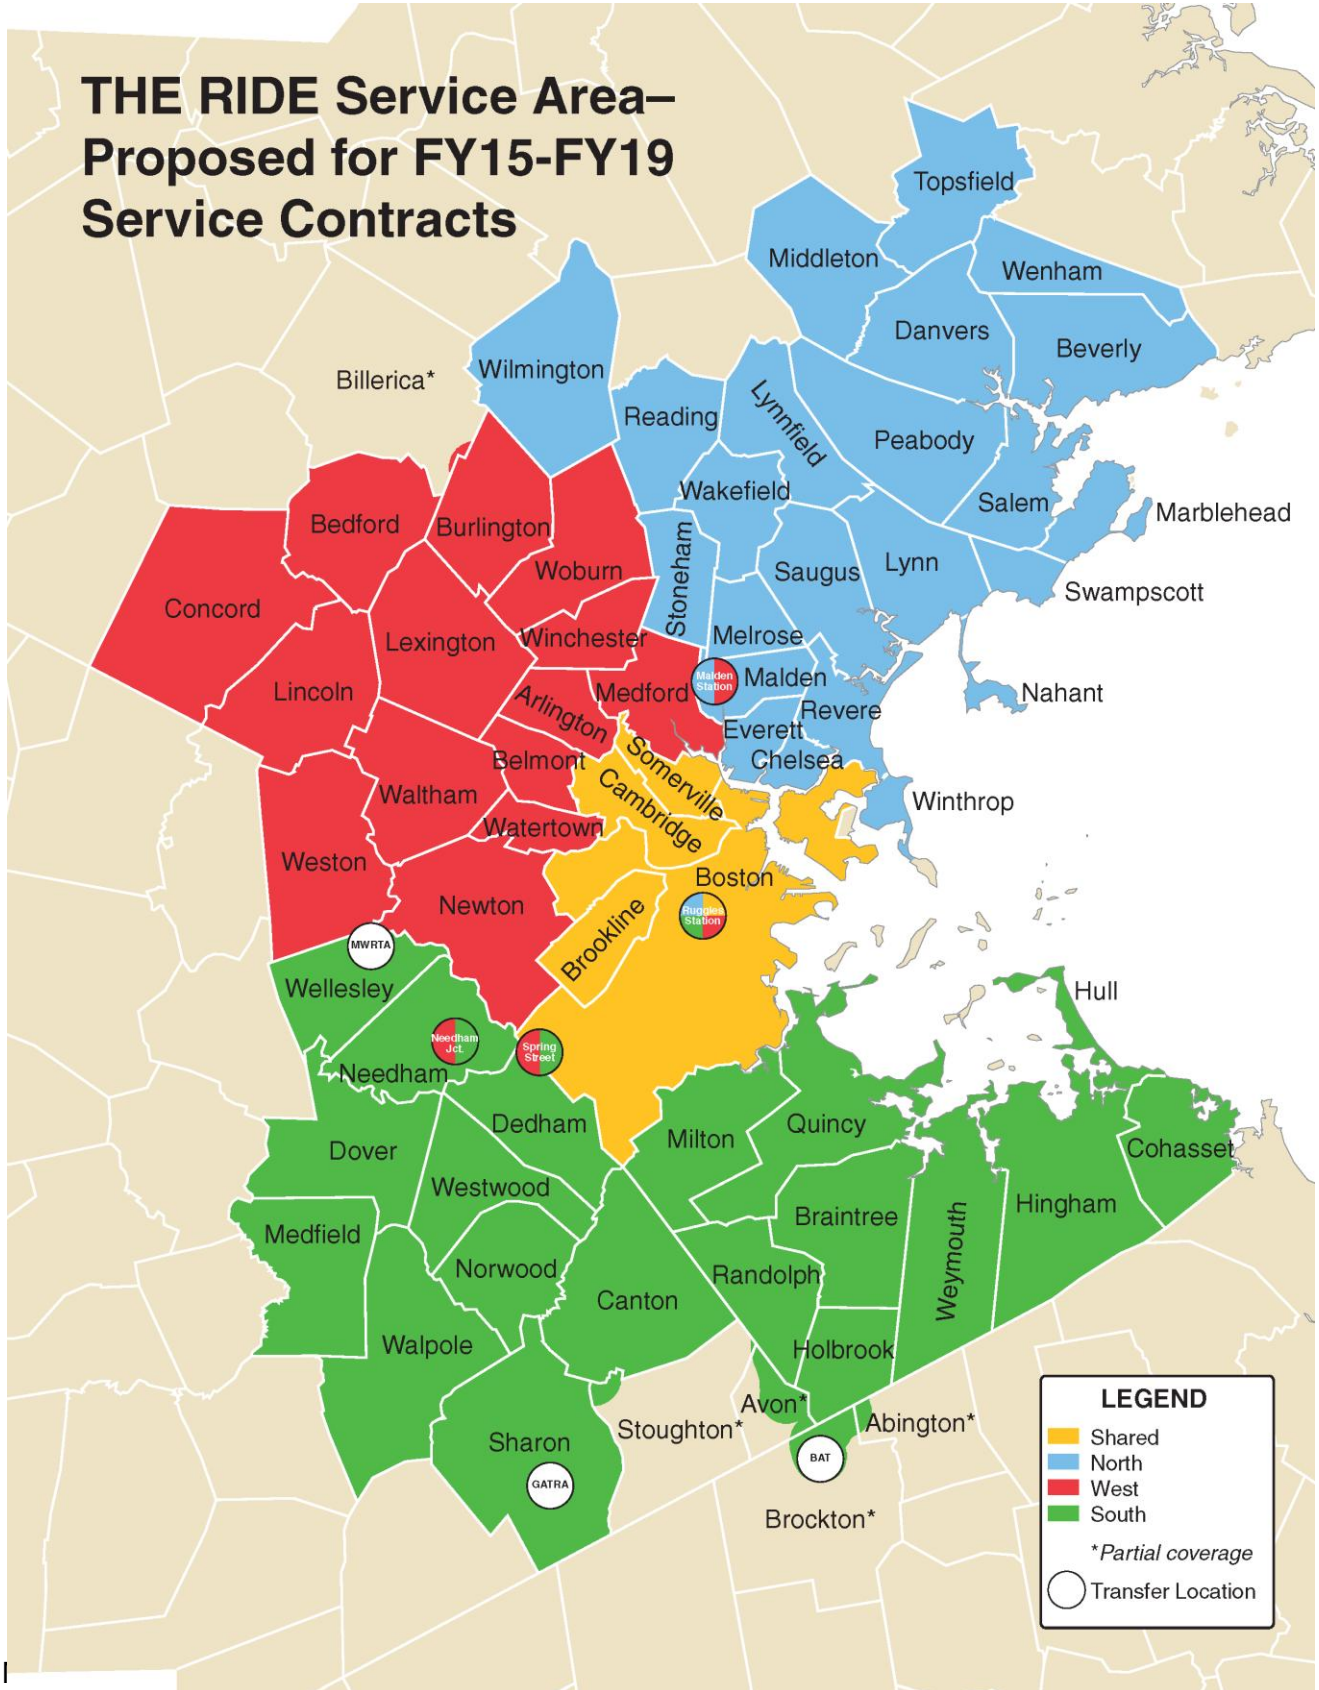 THE RIDE Service Area–
Proposed for FY15-FY19
Service Contracts
Topsfield
Middleton
Wenham
Danvers
Beverly
Wilmington
Billerica*
Reading
Lynnfield
Peabody
Wakefield
Salem
Marblehead
Bedford
Burlington
Woburn
Stoneham
Saugus
Lynn
Swampscott
Concord
Lexington
Winchester
Melrose
Lincoln
Arlington
Medford
Malden
Station
Malden
Nahant
Revere
Everett
Chelsea
Belmont
Somerville
Waltham
Cambridge
Watertown
Winthrop
Weston
Boston
Newton
Ruggles
Station
Brookline
MWRTA
Wellesley
Hull
Needham
Jct.
Spring
Street
Needham
Dedham
Milton
Quincy
Dover
Cohasset
Westwood
Hingham
Medfield
Braintree
Weymouth
Norwood
Randolph
Canton
Walpole
Holbrook
Avon*
Abington*
Stoughton*
Sharon
BAT
GATRA
Brockton*
LEGEND
Shared
North
West
South
*Partial coverage
Transfer Location